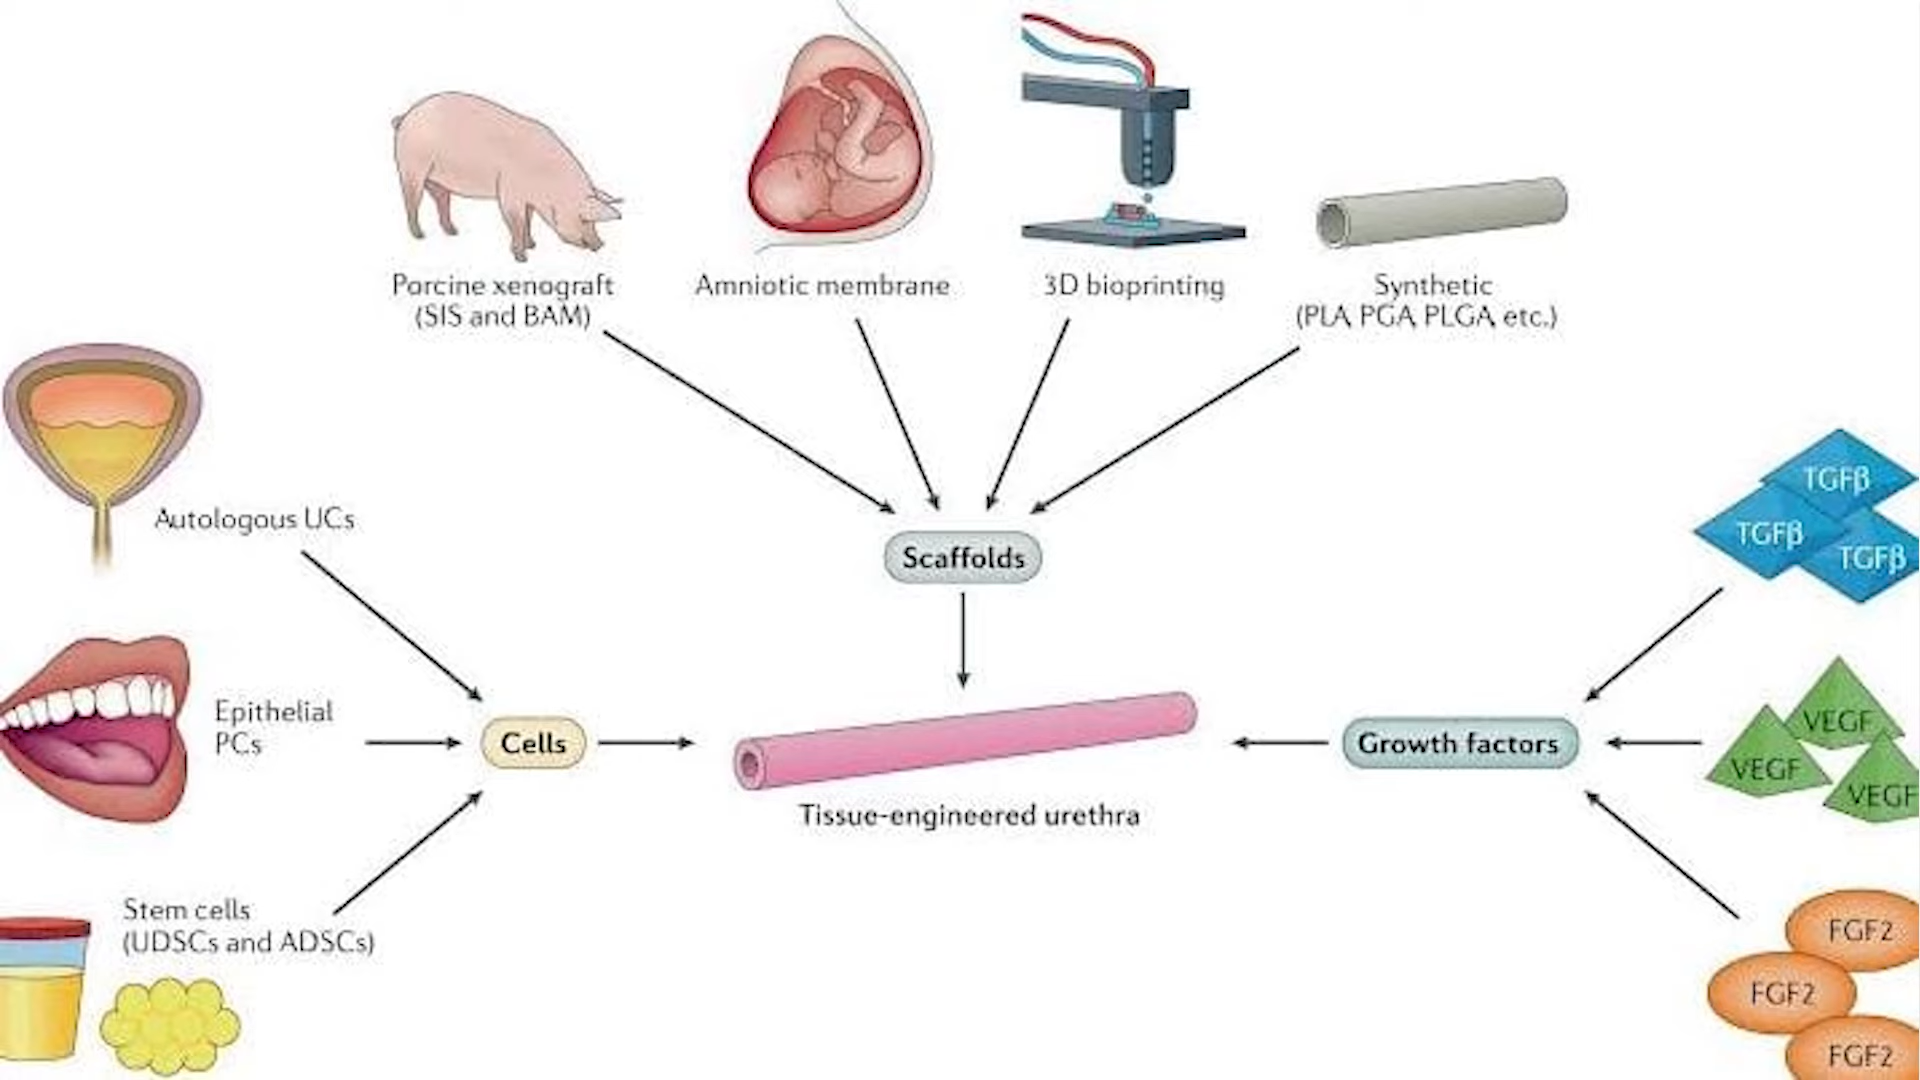 Porcine xenograft
(SIS and BAM)
Amniotic membrane
3D bioprinting
Synthetic
(PLA, PGA, PLGA, etc.)
Autologous UCs
Scaffolds
TGFβ
TGFβ
TGFβ
Epithelial
PCs
Cells
Growth factors
VEGF
VEGF
VEGF
Tissue-engineered urethra
Stem cells
(UDSCs and ADSCs)
FGF2
FGF2
FGF2